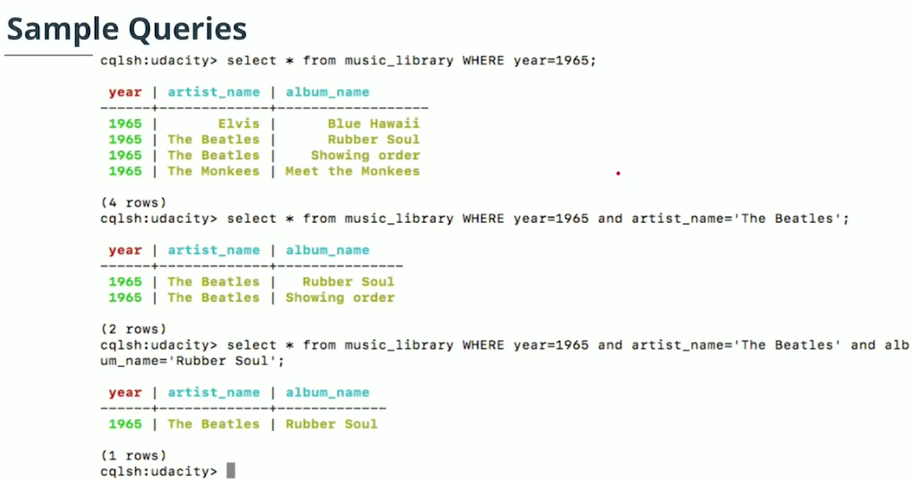 Sample Queries
cqlsh:udacity> select * from music_library WHERE year=1965;
year | artist_name | album_name
------+-------------+-----------------
1965 | Elvis | Blue Hawaii
1965 | The Beatles | Rubber Soul
1965 | The Beatles | Showing order
1965 | The Monkees | Meet the Monkees
(4 rows)
cqlsh:udacity> select * from music_library WHERE year=1965 and artist_name='The Beatles';
year | artist_name | album_name
------+-------------+---------------
1965 | The Beatles | Rubber Soul
1965 | The Beatles | Showing order
(2 rows)
cqlsh:udacity> select * from music_library WHERE year=1965 and artist_name='The Beatles' and alb
um_name='Rubber Soul';
year | artist_name | album_name
------+-------------+-------------
1965 | The Beatles | Rubber Soul
(1 rows)
cqlsh:udacity>